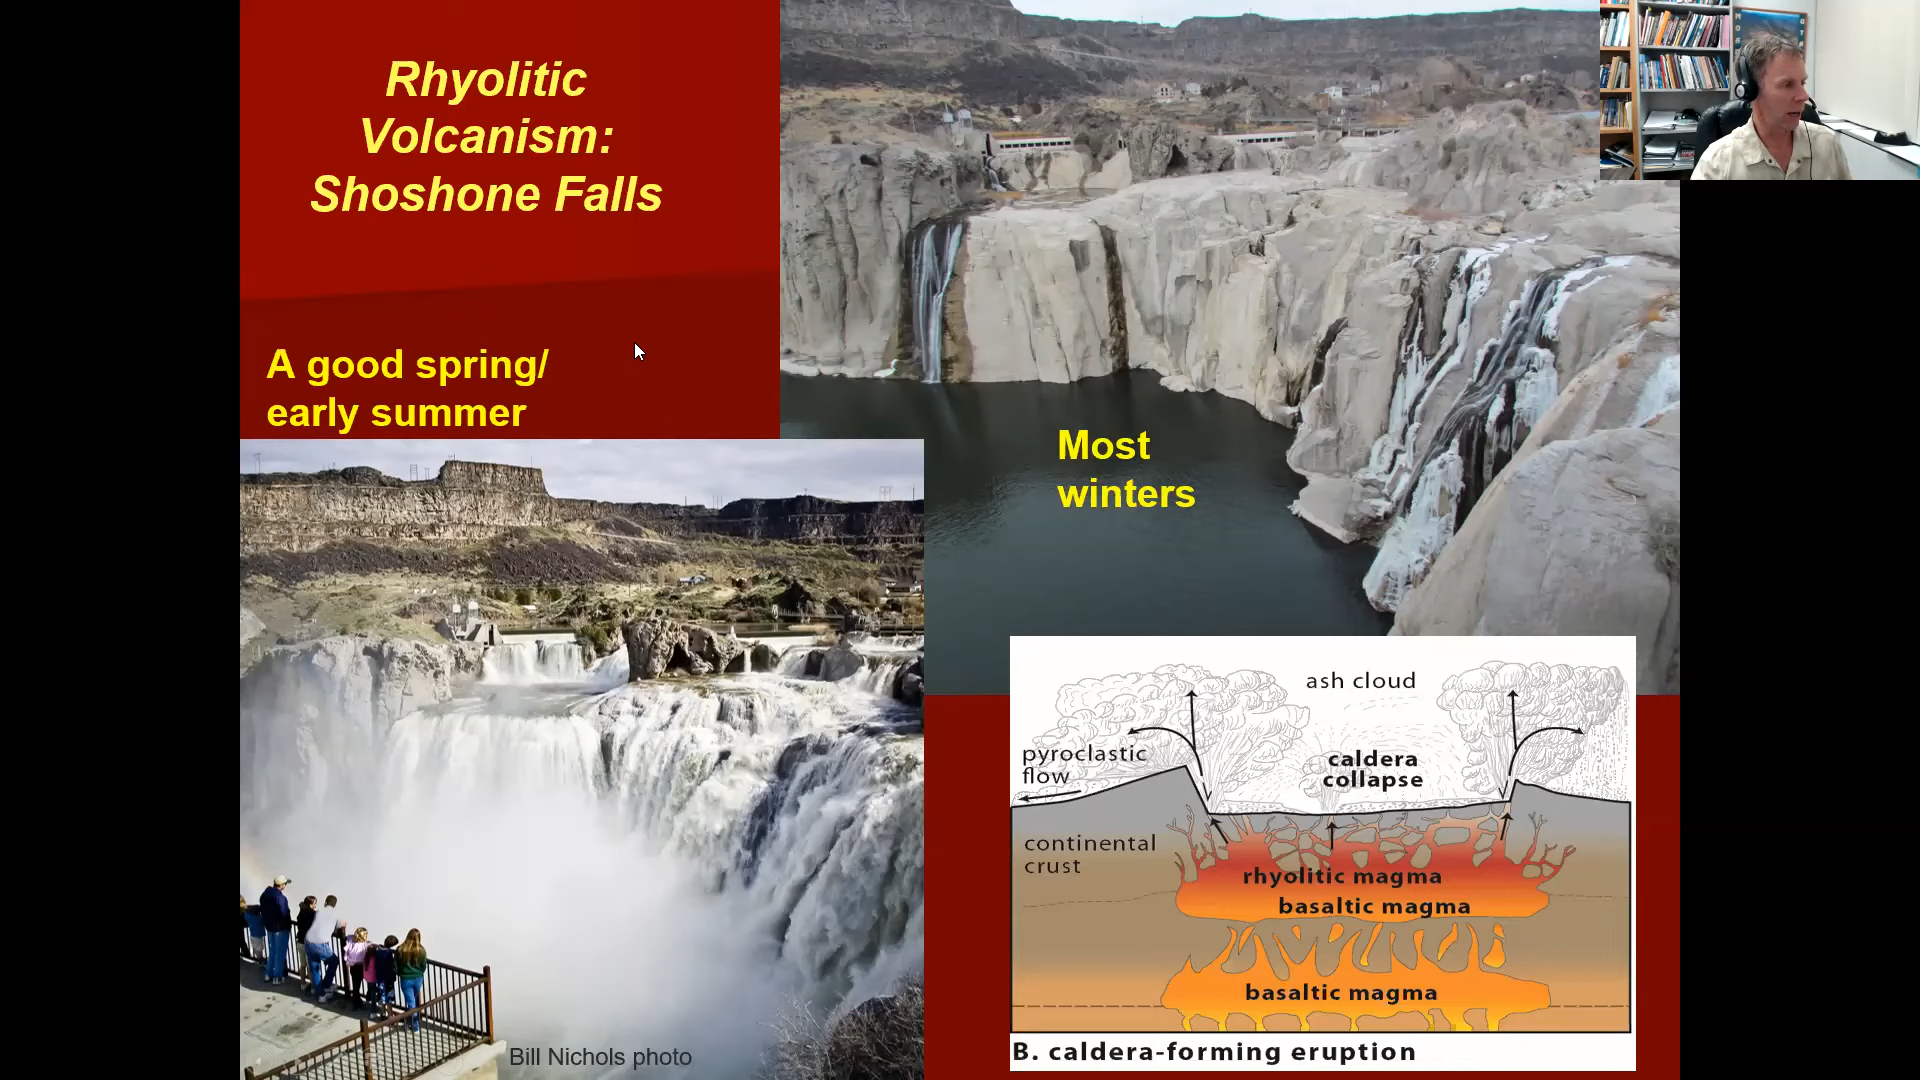 Rhyolitic
Volcanism:
Shoshone Falls
A good spring/
early summer
Most
winters
Bill Nichols photo
ash cloud
pyroclastic
flow
caldera
collapse
continental
crust
rhyolitic magma
basaltic magma
basaltic magma
B. caldera-forming eruption